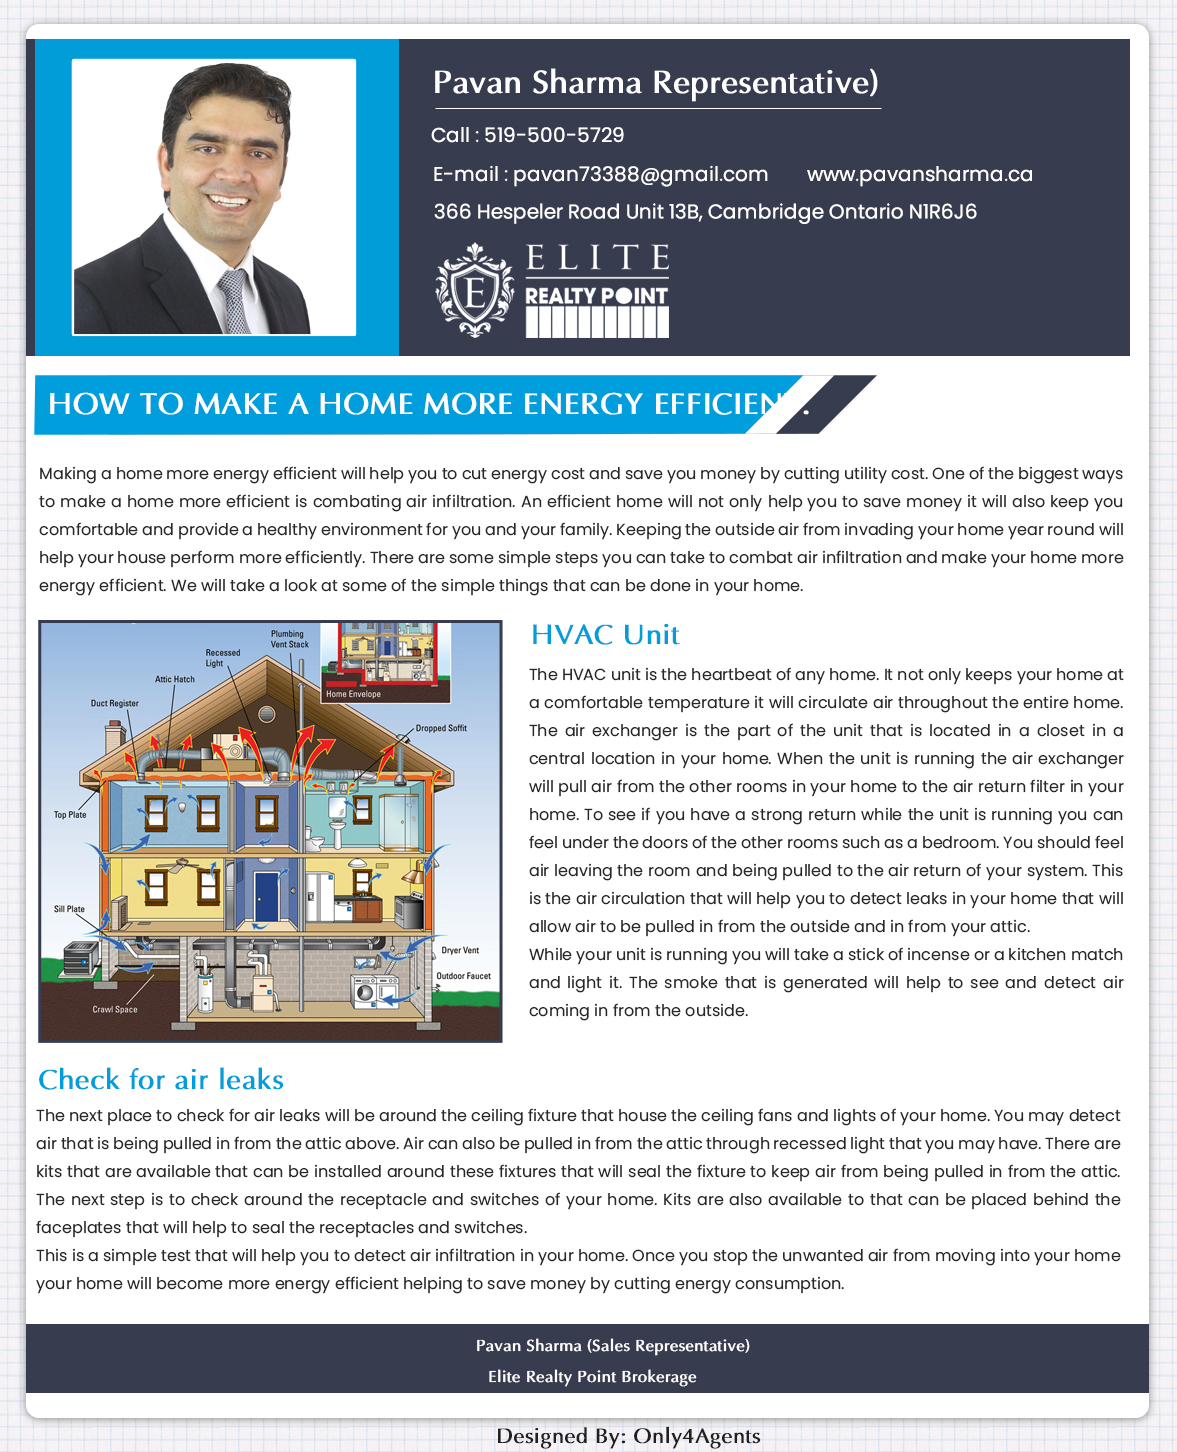 Pavan Sharma Representative)
Call : 519-500-5729
E-mail : pavan73388@gmail.com www.pavansharma.ca
366 Hespeler Road Unit 13B, Cambridge Ontario N1R6J6
E
ELITE
REALTY POINT
HOW TO MAKE A HOME MORE ENERGY EFFICIENT.
Making a home more energy efficient will help you to cut energy cost and save you money by cutting utility cost. One of the biggest ways
to make a home more efficient is combating air infiltration. An efficient home will not only help you to save money it will also keep you
comfortable and provide a healthy environment for you and your family. Keeping the outside air from invading your home year round will
help your house perform more efficiently. There are some simple steps you can take to combat air infiltration and make your home more
energy efficient. We will take a look at some of the simple things that can be done in your home.
Plumbing
Vent Stack
Recessed
Light
Attic Hatch
Duct Register
Home Envelope
Dropped Soffit
Top Plate
Sill Plate
Dryer Vent
Outdoor Faucet
Crawl Space
HVAC Unit
The HVAC unit is the heartbeat of any home. It not only keeps your home at
a comfortable temperature it will circulate air throughout the entire home.
The air exchanger is the part of the unit that is located in a closet in a
central location in your home. When the unit is running the air exchanger
will pull air from the other rooms in your home to the air return filter in your
home. To see if you have a strong return while the unit is running you can
feel under the doors of the other rooms such as a bedroom. You should feel
air leaving the room and being pulled to the air return of your system. This
is the air circulation that will help you to detect leaks in your home that will
allow air to be pulled in from the outside and in from your attic.
While your unit is running you will take a stick of incense or a kitchen match
and light it. The smoke that is generated will help to see and detect air
coming in from the outside.
Check for air leaks
The next place to check for air leaks will be around the ceiling fixture that house the ceiling fans and lights of your home. You may detect
air that is being pulled in from the attic above. Air can also be pulled in from the attic through recessed light that you may have. There are
kits that are available that can be installed around these fixtures that will seal the fixture to keep air from being pulled in from the attic.
The next step is to check around the receptacle and switches of your home. Kits are also available to that can be placed behind the
faceplates that will help to seal the receptacles and switches.
This is a simple test that will help you to detect air infiltration in your home. Once you stop the unwanted air from moving into your home
your home will become more energy efficient helping to save money by cutting energy consumption.
Pavan Sharma (Sales Representative)
Elite Realty Point Brokerage
Designed By: Only4Agents